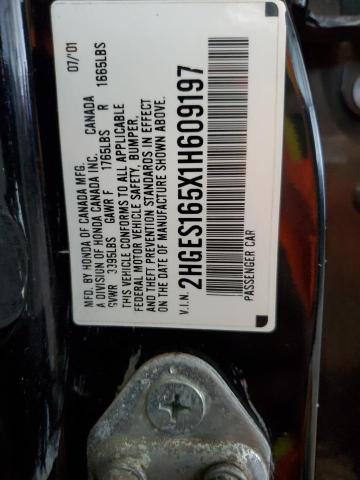 MFD. BY HONDA OF CANADA MFG. 07/'01
A DIVISION OF HONDA CANADA INC. CANADA
GVWR 3395LBS GAWR F 1765LBS R 1665LBS
THIS VEHICLE CONFORMS TO ALL APPLICABLE
FEDERAL MOTOR VEHICLE SAFETY, BUMPER,
AND THEFT PREVENTION STANDARDS IN EFFECT
ON THE DATE OF MANUFACTURE SHOWN ABOVE.
V.I.N. 2HGES165X1H609197
PASSENGER CAR